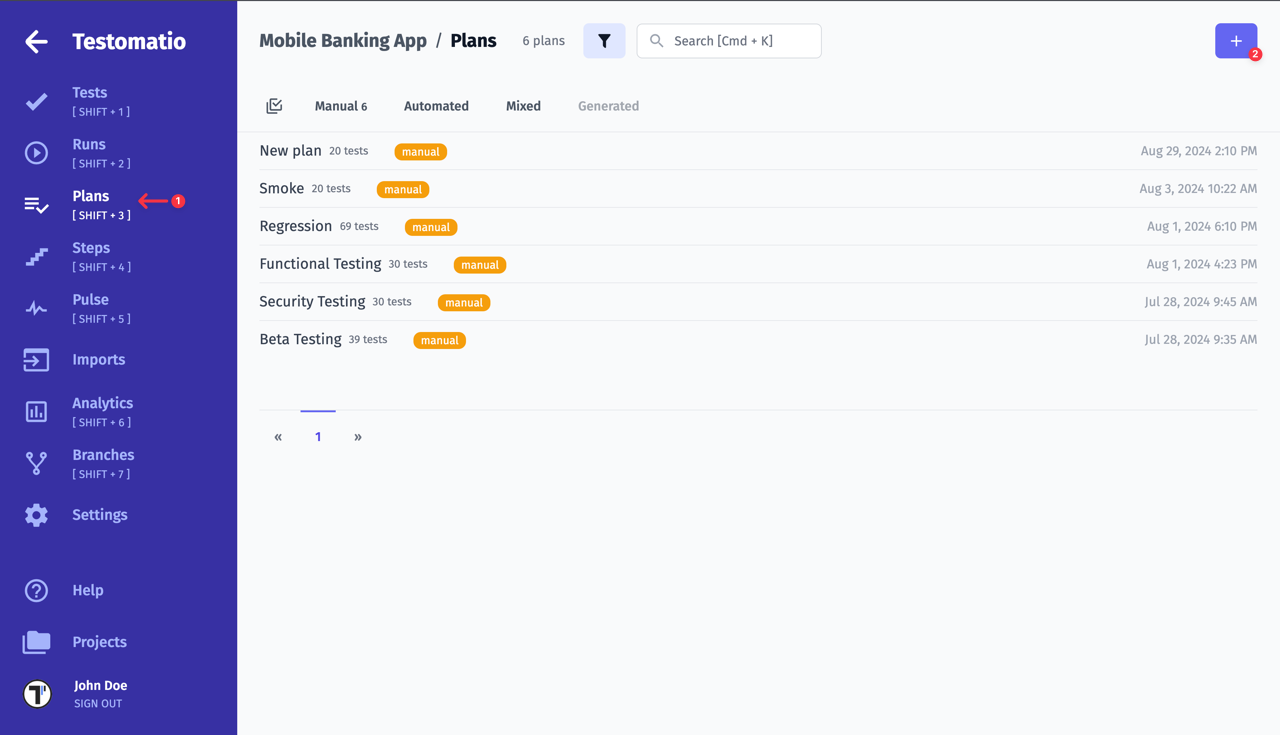 Testomatio
Tests
[ SHIFT + 1 ]
Runs
[ SHIFT + 2 ]
Plans
[ SHIFT + 3 ]
1
Steps
[ SHIFT + 4 ]
Pulse
[ SHIFT + 5 ]
Imports
Analytics
[ SHIFT + 6 ]
Branches
[ SHIFT + 7 ]
Settings
Help
Projects
John Doe
SIGN OUT
Mobile Banking App / Plans 6 plans Search [Cmd + K] +
2
Manual 6 Automated Mixed Generated
New plan 20 tests manual Aug 29, 2024 2:10 PM
Smoke 20 tests manual Aug 3, 2024 10:22 AM
Regression 69 tests manual Aug 1, 2024 6:10 PM
Functional Testing 30 tests manual Aug 1, 2024 4:23 PM
Security Testing 30 tests manual Jul 28, 2024 9:45 AM
Beta Testing 39 tests manual Jul 28, 2024 9:35 AM
« 1 »